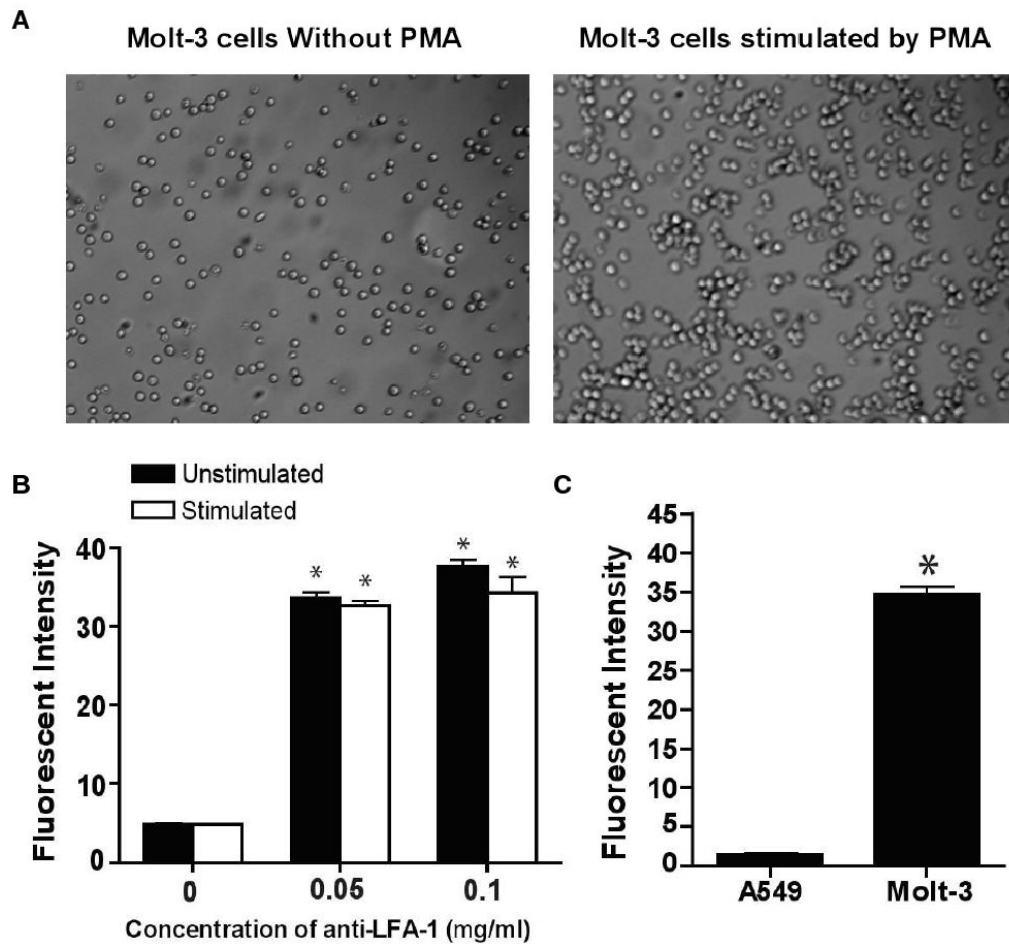 A
Molt-3 cells Without PMA
Molt-3 cells stimulated by PMA
B
Unstimulated
Stimulated
Fluorescent Intensity
40
30
20
10
0
* * * *
0 0.05 0.1
Concentration of anti-LFA-1 (mg/ml)
C
Fluorescent Intensity
45
40
35
30
25
20
15
10
5
0
*
A549 Molt-3